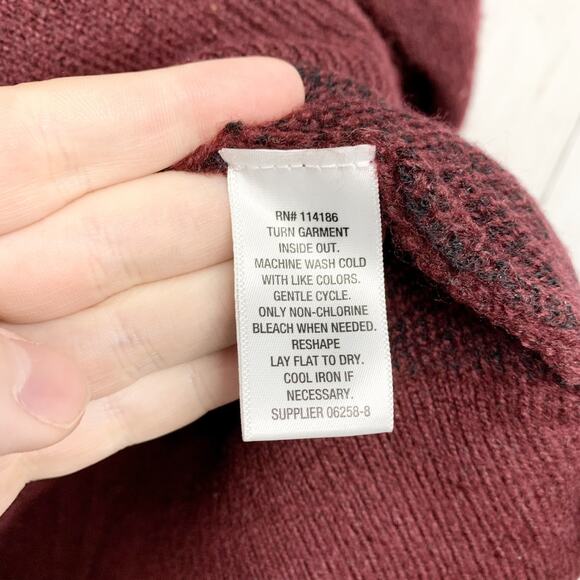 RN# 114186
TURN GARMENT
INSIDE OUT.
MACHINE WASH COLD
WITH LIKE COLORS.
GENTLE CYCLE.
ONLY NON-CHLORINE
BLEACH WHEN NEEDED.
RESHAPE
LAY FLAT TO DRY.
COOL IRON IF
NECESSARY.
SUPPLIER 06258-8